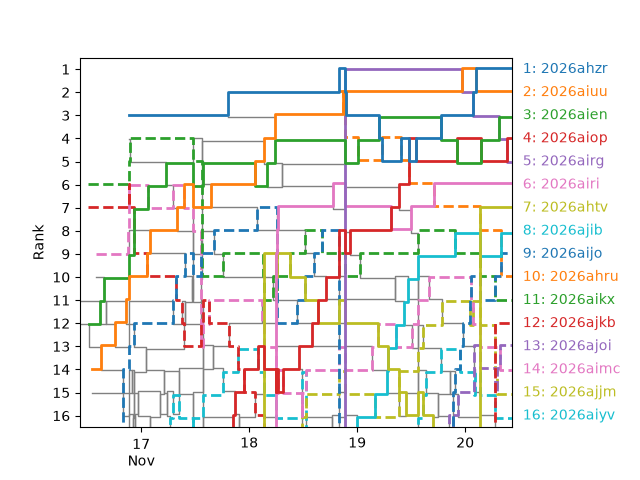 Rank
1
2
3
4
5
6
7
8
9
10
11
12
13
14
15
16
17
18
19
20
Nov
1: 2026ahzr
2: 2026aiuu
3: 2026aien
4: 2026aiop
5: 2026airg
6: 2026airi
7: 2026ahtv
8: 2026ajib
9: 2026aijo
10: 2026ahru
11: 2026aikx
12: 2026ajkb
13: 2026ajoi
14: 2026aimc
15: 2026ajjm
16: 2026aiyv